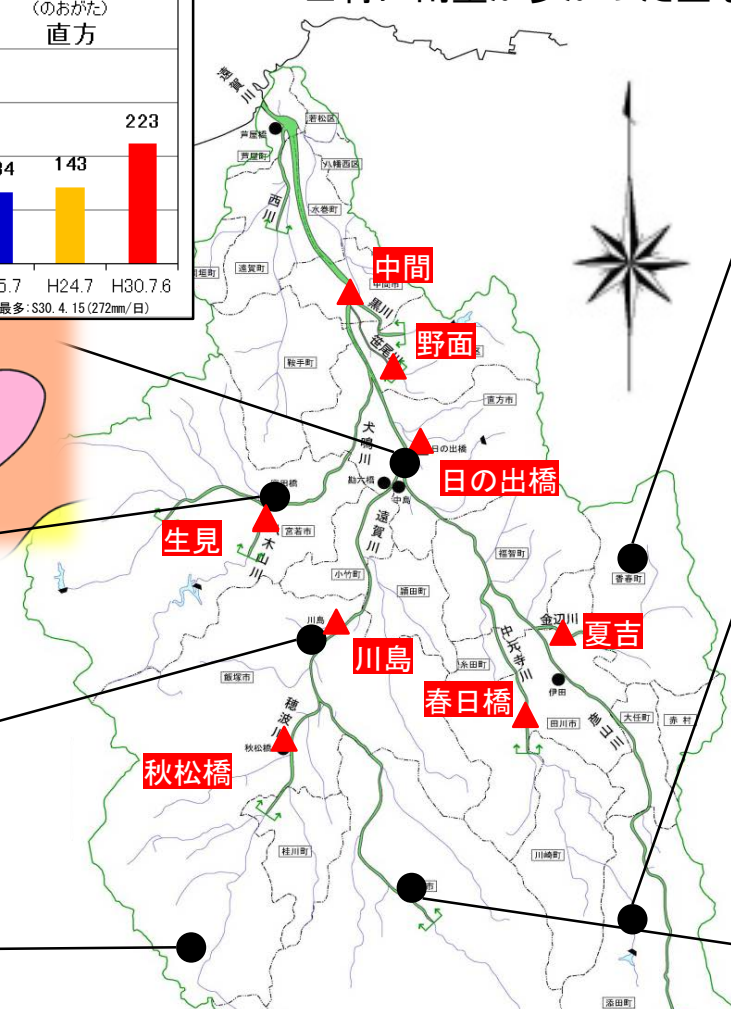 (のおがた)
直方
143
223
H24.7
H30.7.6
最多:S30.4.15(272mm/日)
遠賀川
芦屋橋
若松区
芦屋町
八幡西区
西川
水巻町
遠賀町
中間
黒川
笹尾川
野面
鞍手町
直方市
犬鳴川
日の出橋
日の出橋
勘六橋
中島
遠賀川
生見
宮若市
木山川
小竹町
頴田町
福智町
香春町
金辺川
夏吉
川島
川島
中元寺川
糸田町
伊田
春日橋
田川市
彦山川
大任町
赤村
飯塚市
穂波川
秋松橋
秋松橋
桂川町
川崎町
添田町